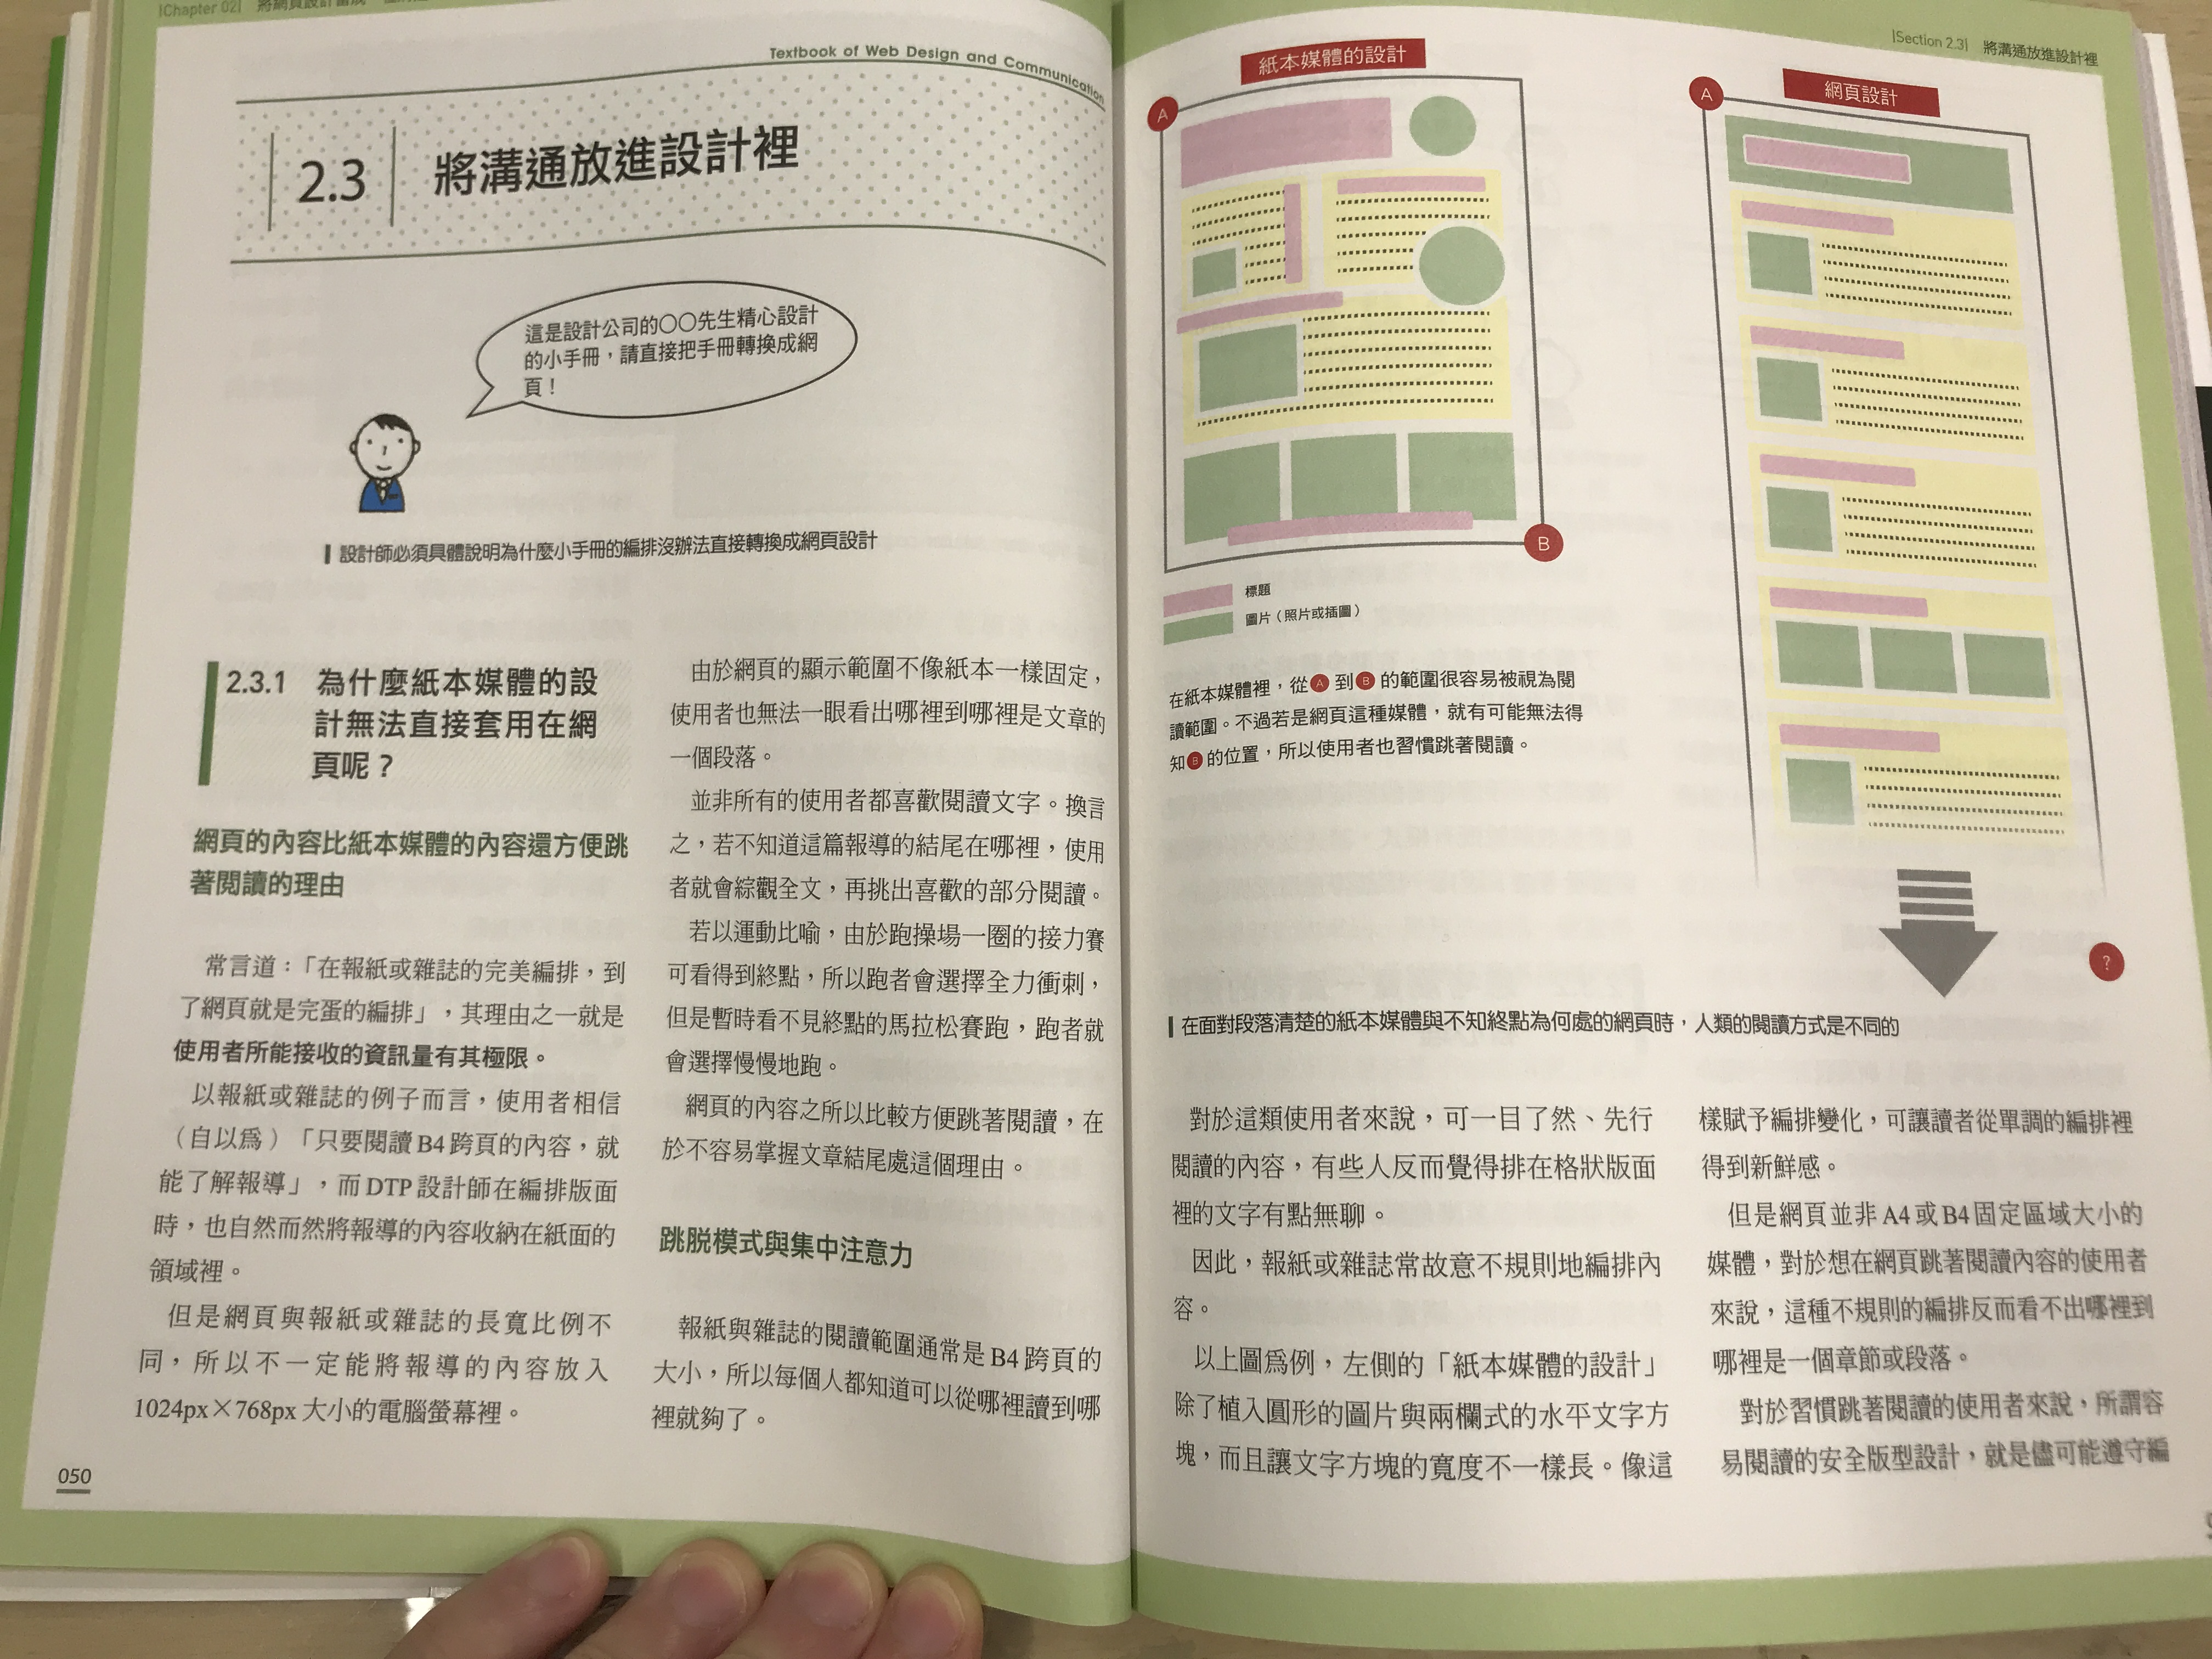 |Chapter 02|
Textbook of Web Design and Communication
2.3 將溝通放進設計裡
這是設計公司的○○先生精心設計
的小手冊，請直接把手冊轉換成網
頁！
設計師必須具體說明為什麼小手冊的編排沒辦法直接轉換成網頁設計
2.3.1 為什麼紙本媒體的設
計無法直接套用在網
頁呢？
網頁的內容比紙本媒體的內容還方便跳
著閱讀的理由
常言道：「在報紙或雜誌的完美編排，到
了網頁就是完蛋的編排」，其理由之一就是
使用者所能接收的資訊量有其極限。
以報紙或雜誌的例子而言，使用者相信
（自以為）「只要閱讀 B4 跨頁的內容，就
能了解報導」，而 DTP 設計師在編排版面
時，也自然而然將報導的內容收納在紙面的
領域裡。
但是網頁與報紙或雜誌的長寬比例不
同，所以不一定能將報導的內容放入
1024px×768px 大小的電腦螢幕裡。
由於網頁的顯示範圍不像紙本一樣固定，
使用者也無法一眼看出哪裡到哪裡是文章的
一個段落。
並非所有的使用者都喜歡閱讀文字。換言
之，若不知道這篇報導的結尾在哪裡，使用
者就會綜觀全文，再挑出喜歡的部分閱讀。
若以運動比喻，由於跑操場一圈的接力賽
可看得到終點，所以跑者會選擇全力衝刺，
但是暫時看不見終點的馬拉松賽跑，跑者就
會選擇慢慢地跑。
網頁的內容之所以比較方便跳著閱讀，在
於不容易掌握文章結尾處這個理由。
跳脫模式與集中注意力
報紙與雜誌的閱讀範圍通常是 B4 跨頁的
大小，所以每個人都知道可以從哪裡讀到哪
裡就夠了。
050
|Section 2.3| 將溝通放進設計裡
紙本媒體的設計
A
B
標題
圖片（照片或插圖）
在紙本媒體裡，從A到B的範圍很容易被視為閱
讀範圍。不過若是網頁這種媒體，就有可能無法得
知B的位置，所以使用者也習慣跳著閱讀。
網頁設計
A
?
在面對段落清楚的紙本媒體與不知終點為何處的網頁時，人類的閱讀方式是不同的
對於這類使用者來說，可一目了然、先行
閱讀的內容，有些人反而覺得排在格狀版面
裡的文字有點無聊。
因此，報紙或雜誌常故意不規則地編排內
容。
以上圖為例，左側的「紙本媒體的設計」
除了植入圓形的圖片與兩欄式的水平文字方
塊，而且讓文字方塊的寬度不一樣長。像這
樣賦予編排變化，可讓讀者從單調的編排裡
得到新鮮感。
但是網頁並非 A4 或 B4 固定區域大小的
媒體，對於想在網頁跳著閱讀內容的使用者
來說，這種不規則的編排反而看不出哪裡到
哪裡是一個章節或段落。
對於習慣跳著閱讀的使用者來說，所謂容
易閱讀的安全版型設計，就是儘可能遵守編